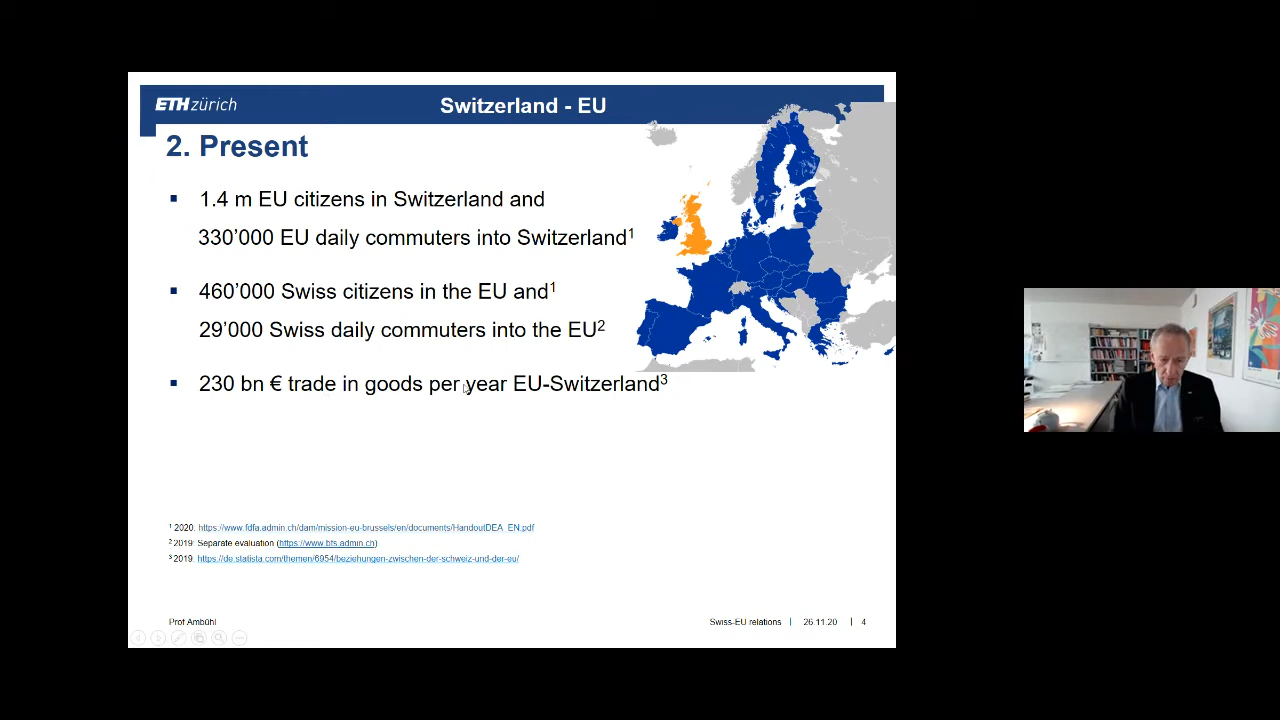 ETH zürich
Switzerland - EU
2. Present
▪ 1.4 m EU citizens in Switzerland and
330’000 EU daily commuters into Switzerland¹
▪ 460’000 Swiss citizens in the EU and¹
29’000 Swiss daily commuters into the EU²
▪ 230 bn € trade in goods per year EU-Switzerland³
¹ 2020: https://www.fdfa.admin.ch/dam/mission-eu-brussels/en/documents/HandoutDEA_EN.pdf
² 2019: Separate evaluation (https://www.bfs.admin.ch)
³ 2019: https://de.statista.com/themen/6954/beziehungen-zwischen-der-schweiz-und-der-eu/
Prof Ambühl
Swiss-EU relations | 26.11.20 | 4